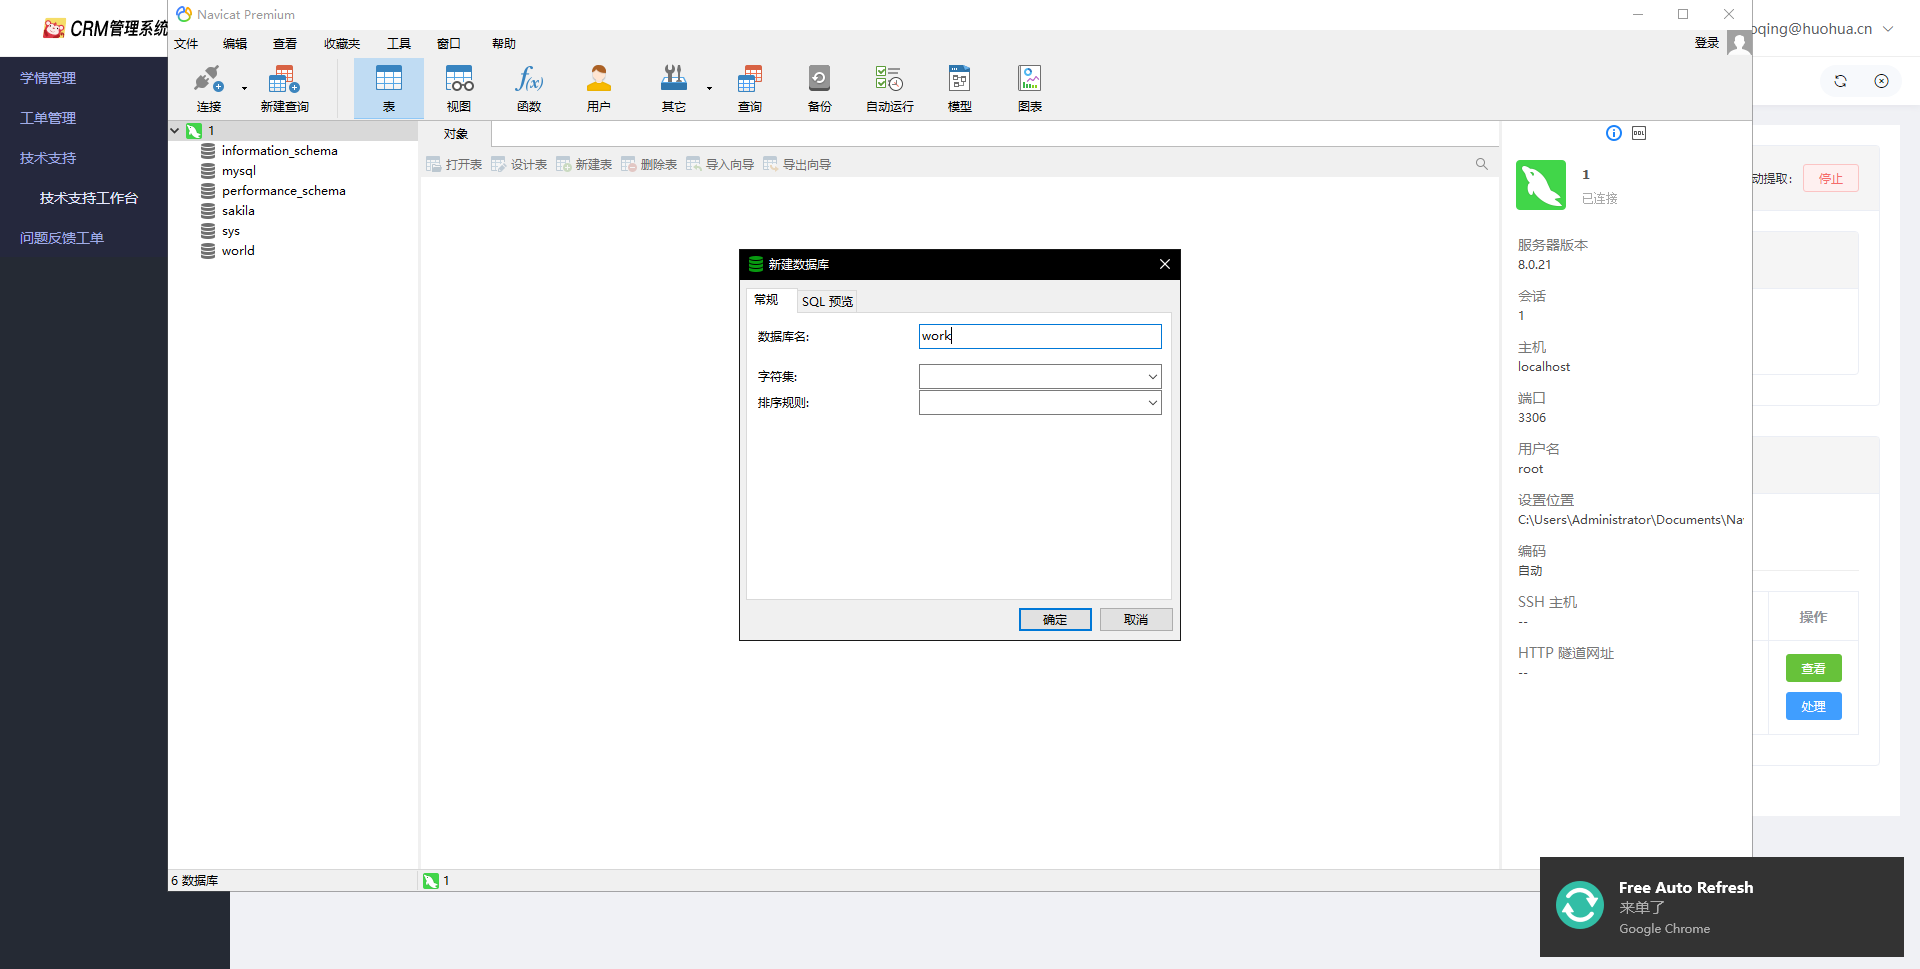 CRM管理系统
Navicat Premium
qing@huohua.cn
文件 编辑 查看 收藏夹 工具 窗口 帮助
登录
连接 新建查询 表 视图 函数 用户 其它 查询 备份 自动运行 模型 图表
学情管理
工单管理
技术支持
技术支持工作台
问题反馈工单
1
information_schema
mysql
performance_schema
sakila
sys
world
对象
打开表 设计表 新建表 删除表 导入向导 导出向导
新建数据库
常规 SQL 预览
数据库名: work
字符集:
排序规则:
确定 取消
DDL
1
已连接
服务器版本
8.0.21
会话
1
主机
localhost
端口
3306
用户名
root
设置位置
C:\Users\Administrator\Documents\Na
编码
自动
SSH 主机
--
HTTP 隧道网址
--
动提取: 停止
操作
查看
处理
6 数据库
1
Free Auto Refresh
来单了
Google Chrome